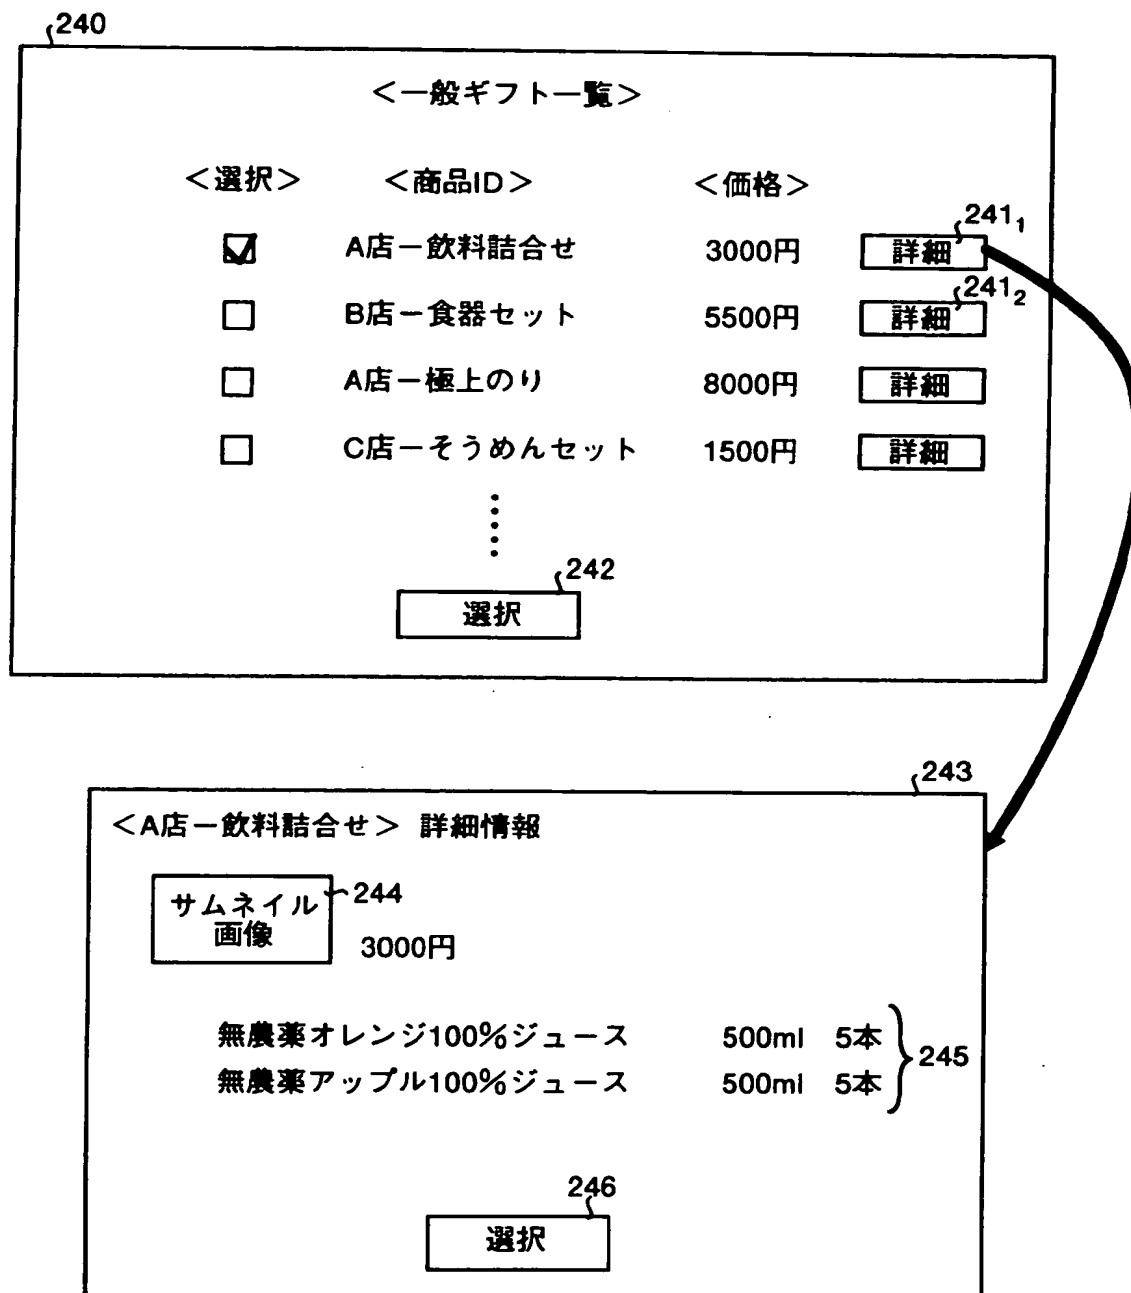 240
＜一般ギフト一覧＞
＜選択＞ ＜商品ID＞ ＜価格＞
A店－飲料詰合せ 3000円 詳細 241₁
B店－食器セット 5500円 詳細 241₂
A店－極上のり 8000円 詳細
C店－そうめんセット 1500円 詳細
242
選択
243
＜A店－飲料詰合せ＞ 詳細情報
サムネイル 244
画像 3000円
無農薬オレンジ100％ジュース 500ml 5本
無農薬アップル100％ジュース 500ml 5本
245
246
選択